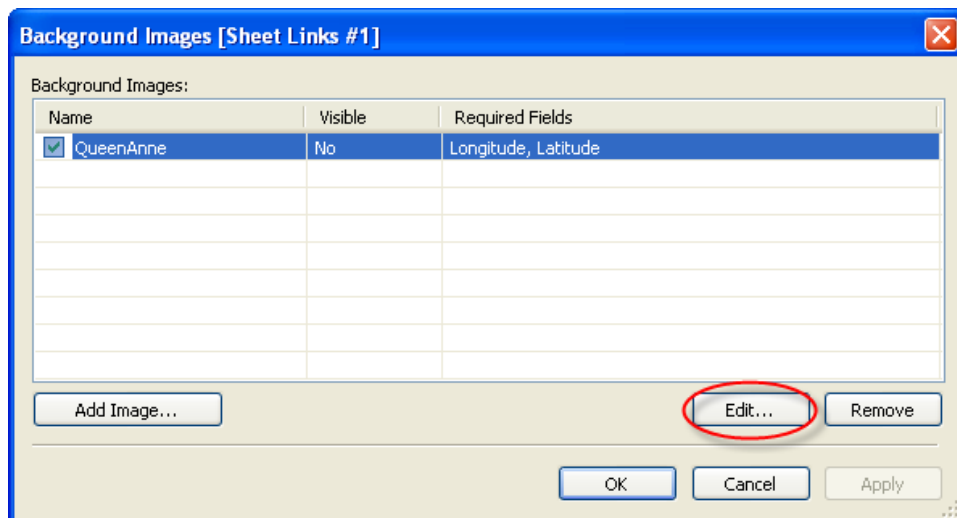 Background Images [Sheet Links #1]
Background Images:
Name Visible Required Fields
QueenAnne No Longitude, Latitude
Add Image... Edit... Remove
OK Cancel Apply